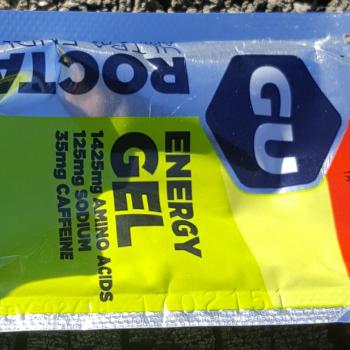 GU
ROCTA
ENERGY
GEL
1425mg AMINO ACIDS
125mg SODIUM
35mg CAFFEINE